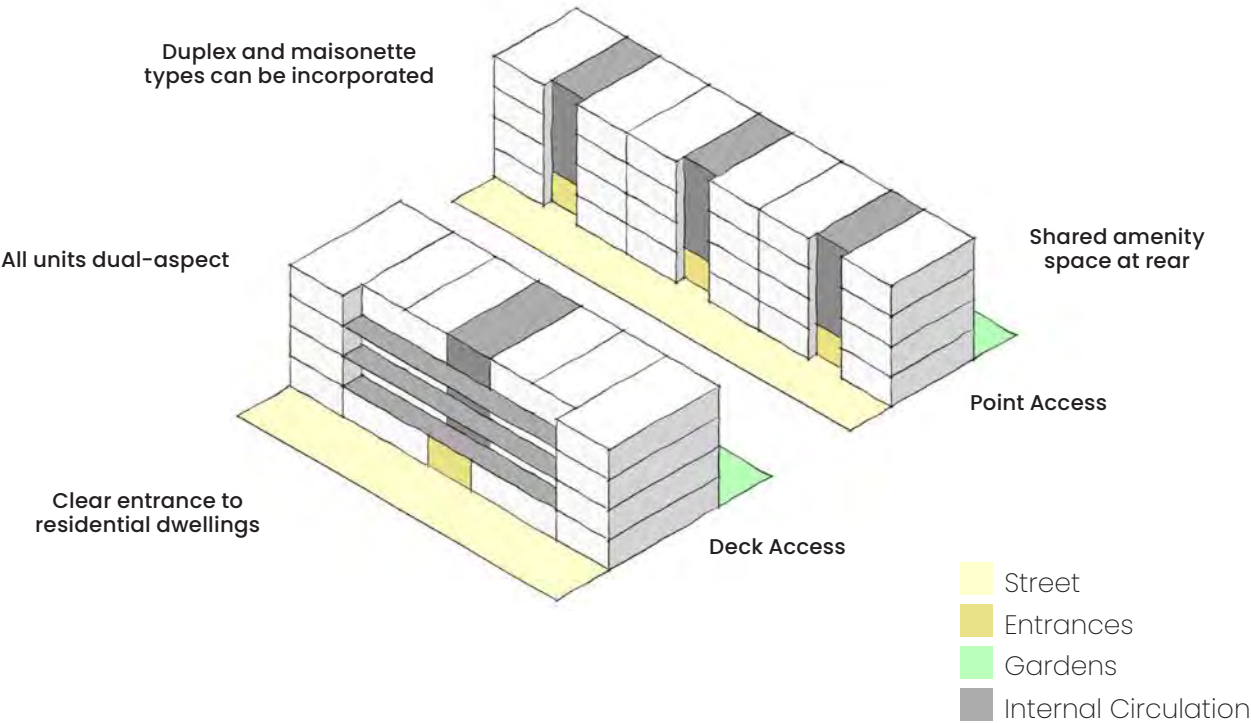 Duplex and maisonette
types can be incorporated
All units dual-aspect
Shared amenity
space at rear
Point Access
Clear entrance to
residential dwellings
Deck Access
Street
Entrances
Gardens
Internal Circulation